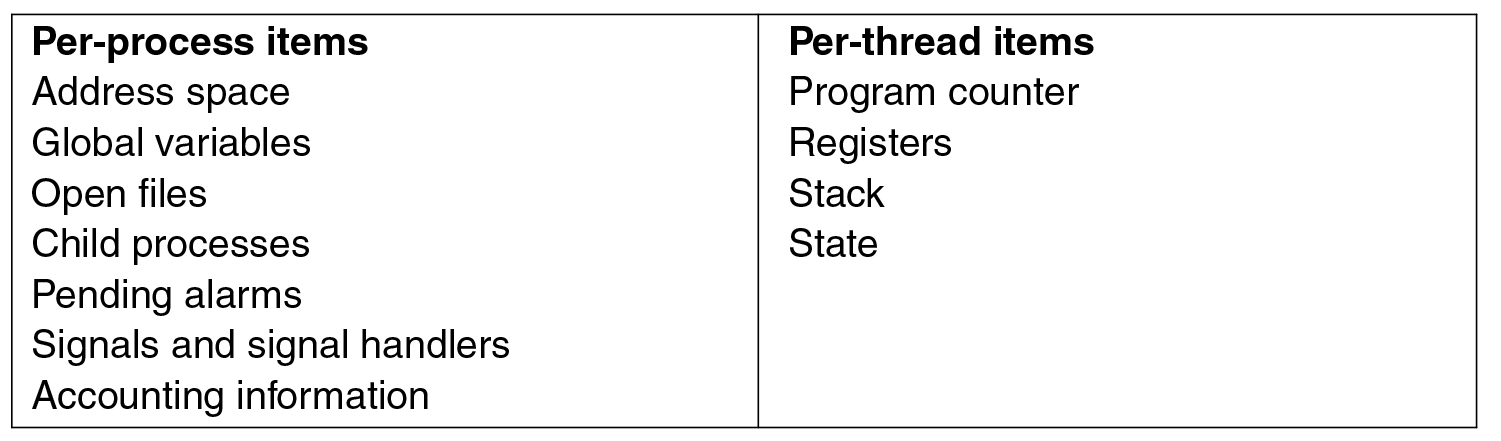 Per-process items
Address space
Global variables
Open files
Child processes
Pending alarms
Signals and signal handlers
Accounting information
Per-thread items
Program counter
Registers
Stack
State